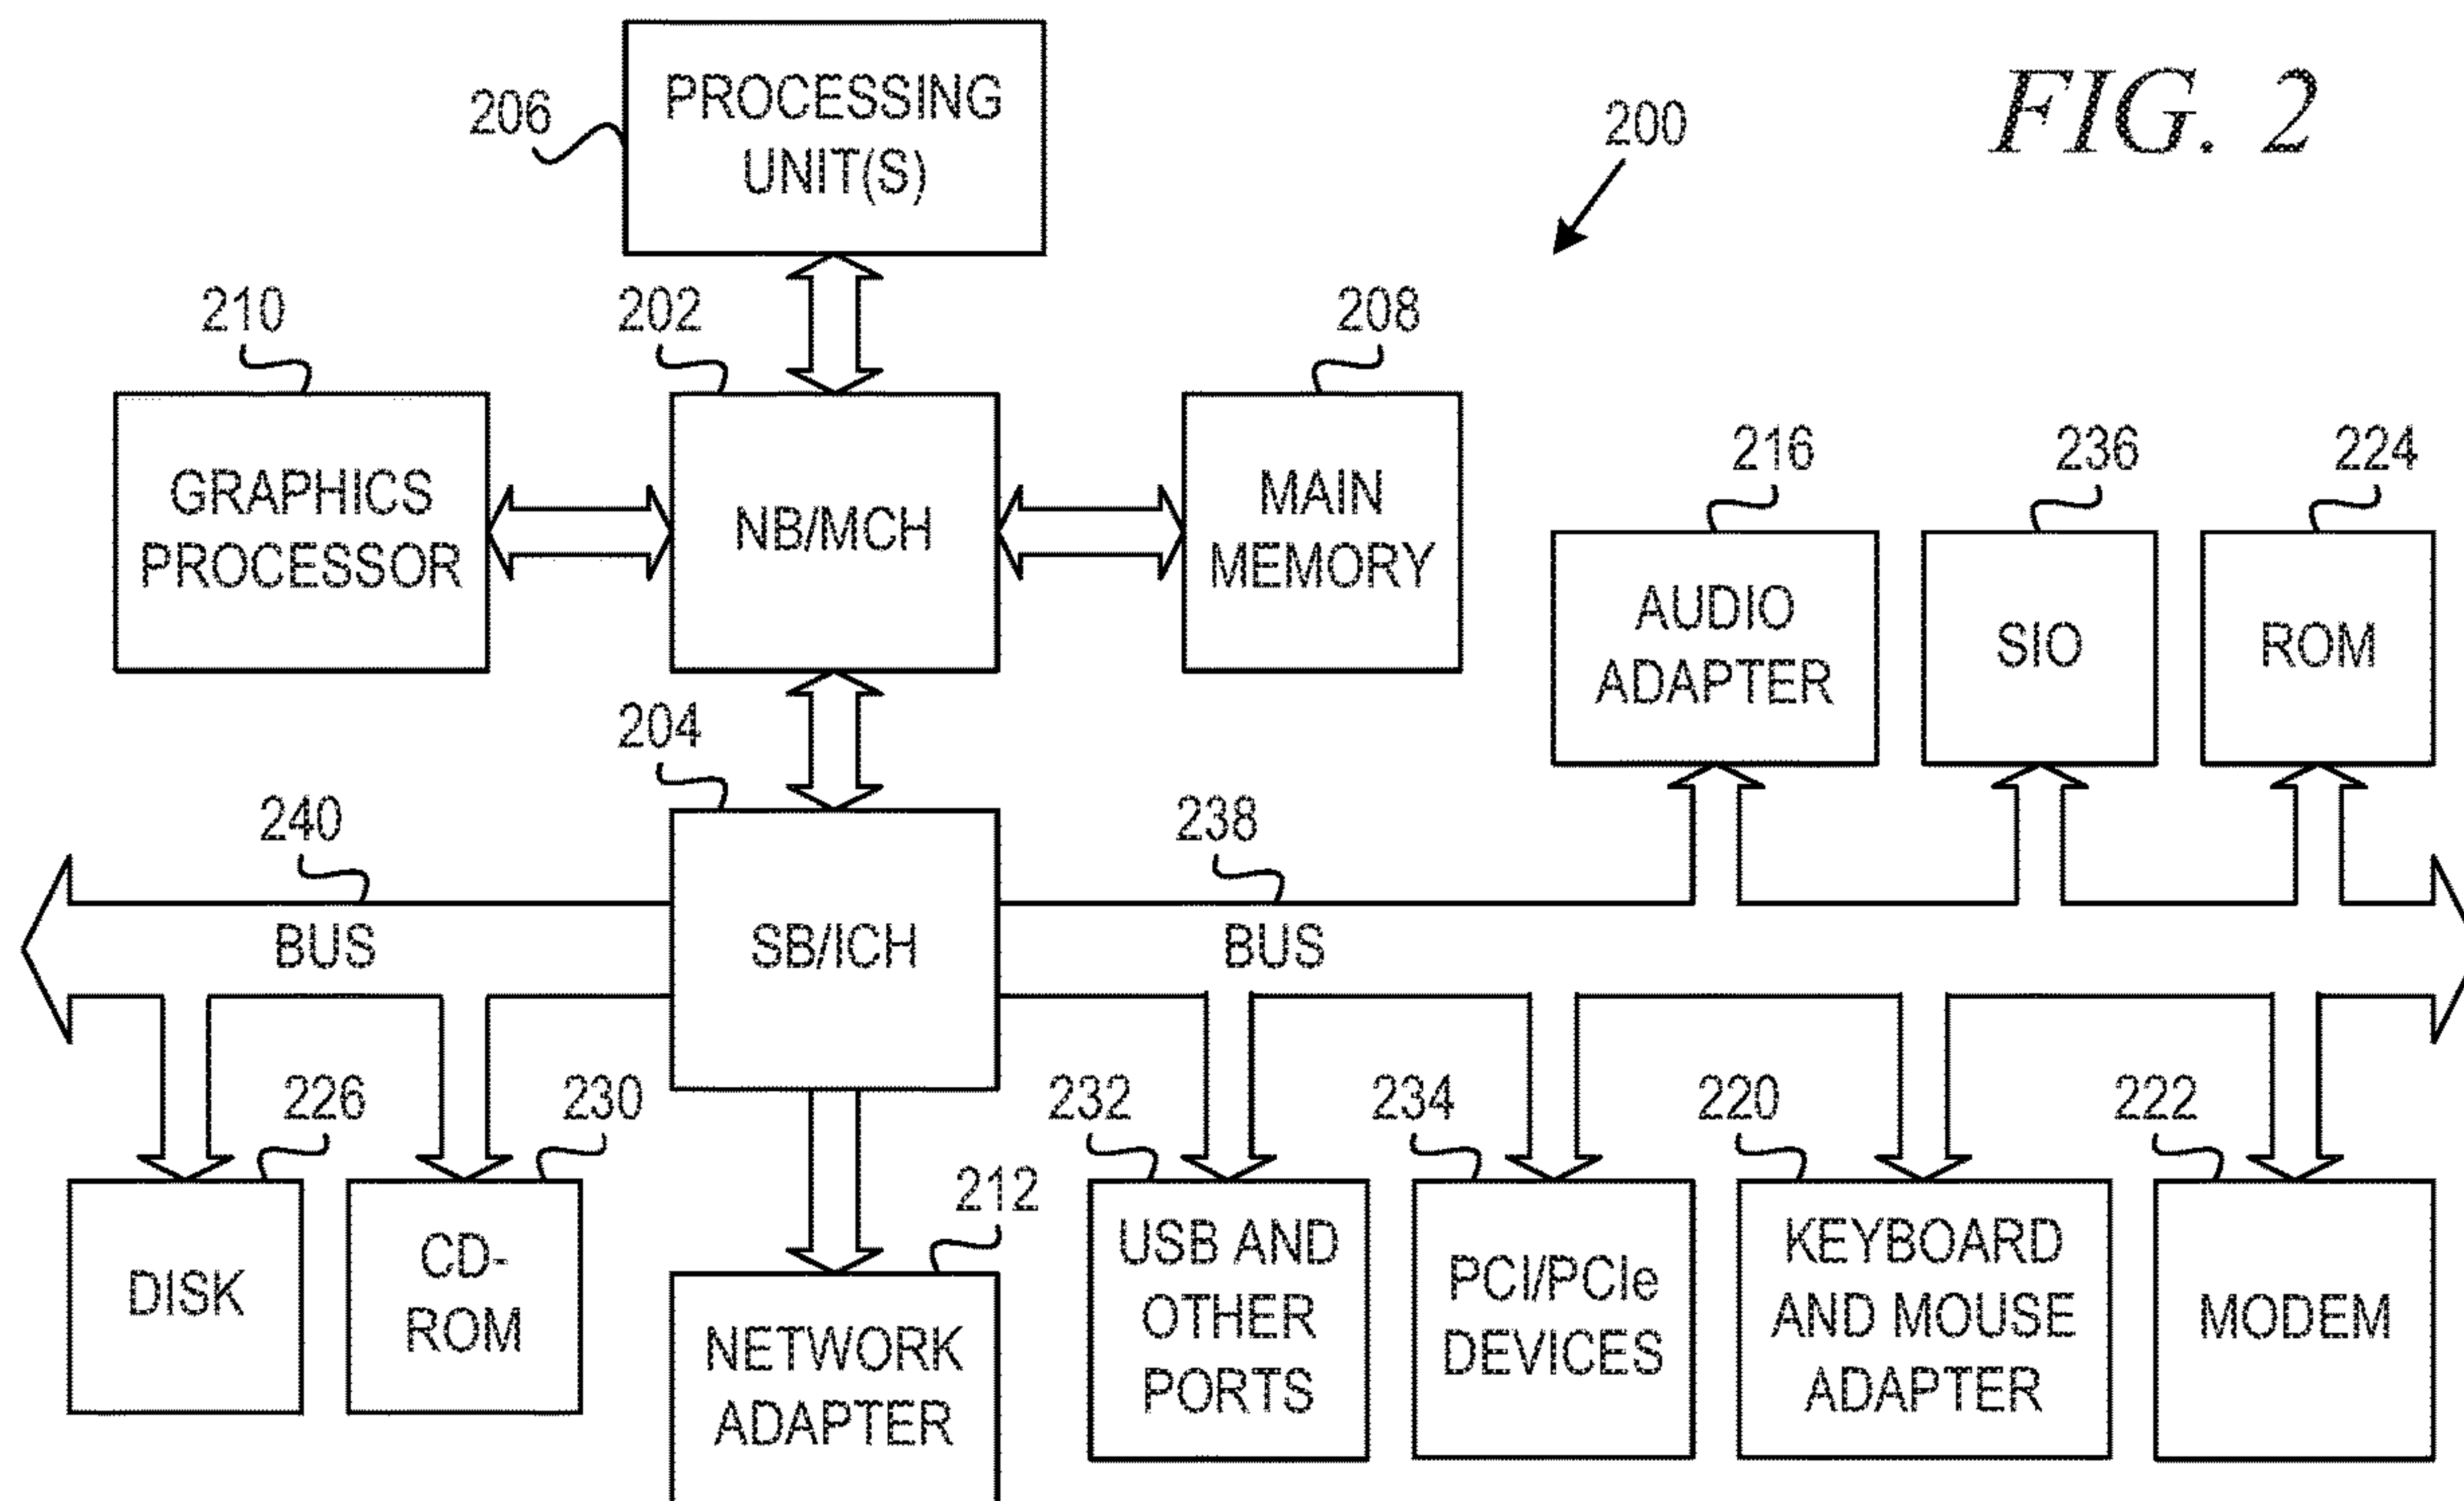 FIG. 2
200
206
PROCESSING
UNIT(S)
210
202
208
GRAPHICS
PROCESSOR
NB/MCH
MAIN
MEMORY
216
236
224
AUDIO
ADAPTER
SIO
ROM
204
240
238
BUS
SB/ICH
BUS
226
230
232
234
220
222
212
DISK
CD-
ROM
NETWORK
ADAPTER
USB AND
OTHER
PORTS
PCI/PCIe
DEVICES
KEYBOARD
AND MOUSE
ADAPTER
MODEM